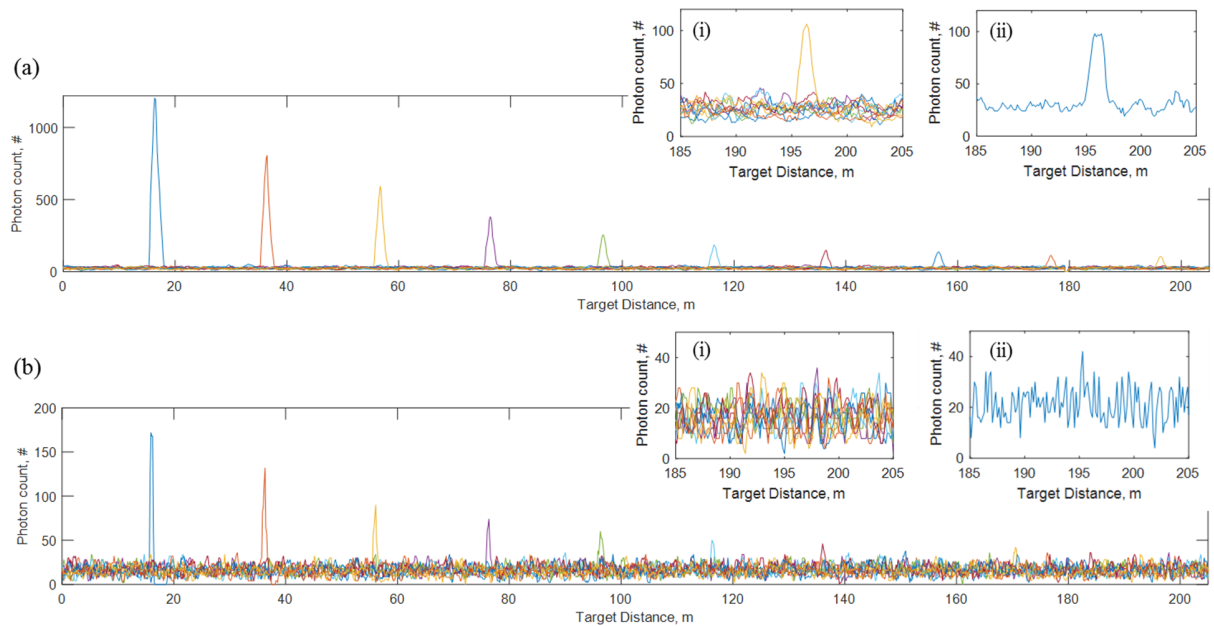 (a)
Photon count, #
1000
500
0
0 20 40 60 80 100 120 140 160 180 200
Target Distance, m
(i)
Photon count, #
100
50
0
185 190 195 200 205
Target Distance, m
(ii)
Photon count, #
100
50
0
185 190 195 200 205
Target Distance, m
(b)
Photon count, #
200
150
100
50
0
0 20 40 60 80 100 120 140 160 180 200
Target Distance, m
(i)
Photon count, #
40
20
0
185 190 195 200 205
Target Distance, m
(ii)
Photon count, #
40
20
0
185 190 195 200 205
Target Distance, m